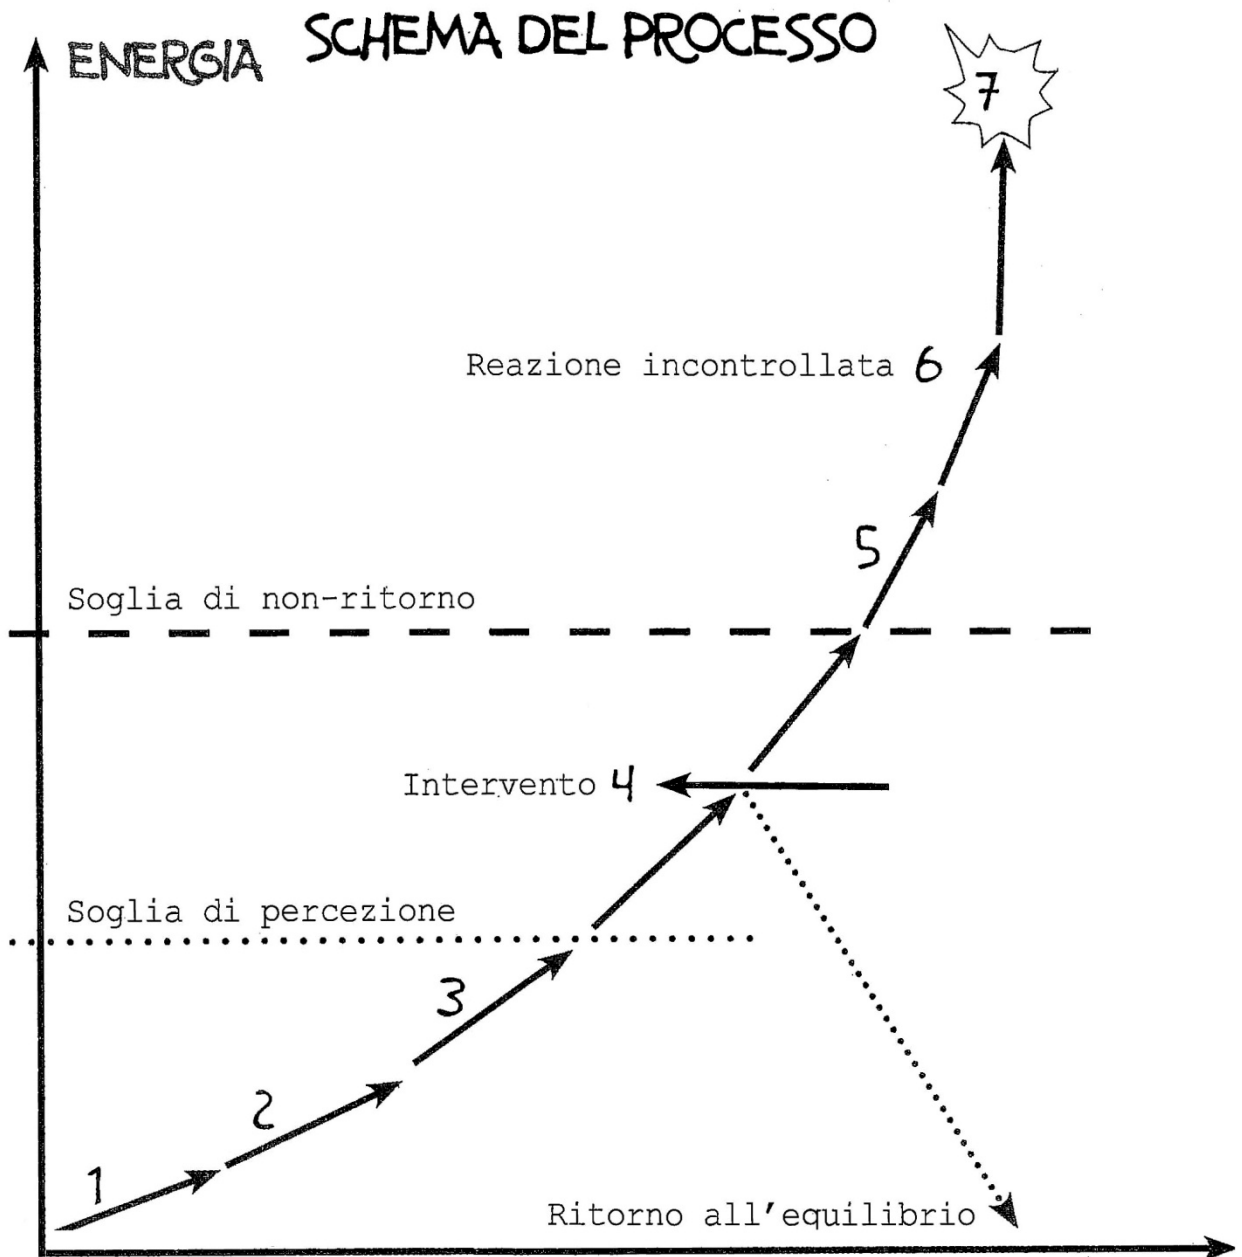 SCHEMA DEL PROCESSO
ENERGIA
7
Reazione incontrollata 6
5
Soglia di non-ritorno
Intervento 4
Soglia di percezione
3
2
1
Ritorno all'equilibrio